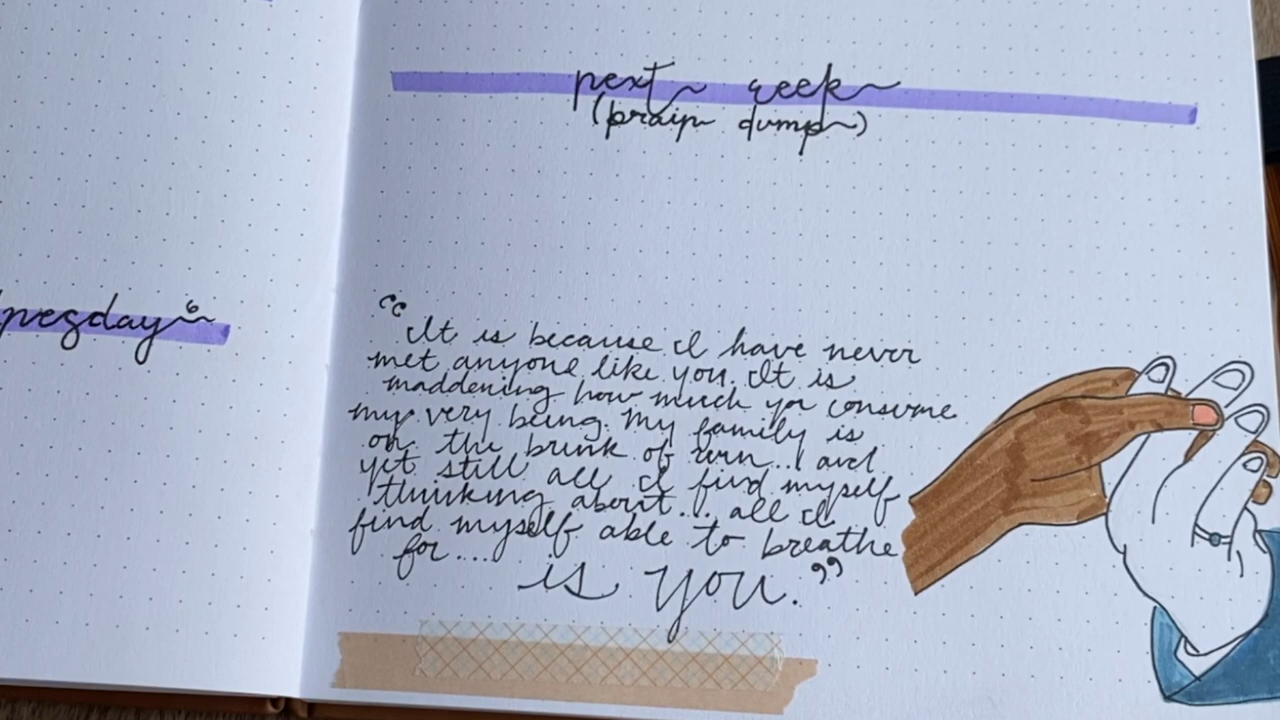 next week
(brain dump)
nesday
"It is because I have never
met anyone like you. It is
maddening how much you consume
my very being. My family is
on the brink of ruin... and
yet still all I find myself
thinking about... all I
find myself able to breathe
for...
is you."